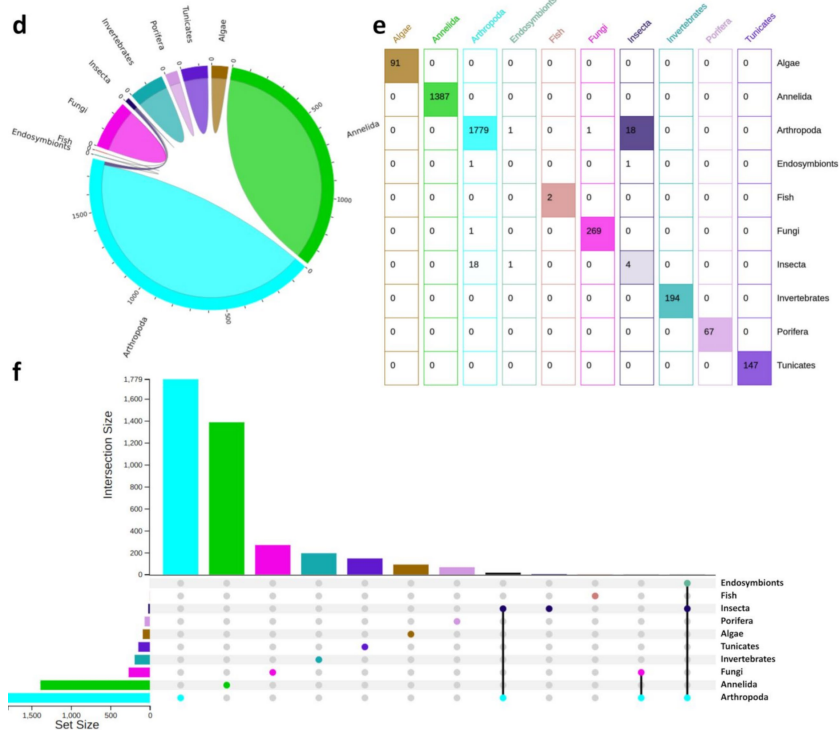 d
Invertebrates
Porifera
Tunicates
Algae
Insecta
Fungi
Fish
Endosymbionts
Annelida
Arthropoda
0
0
0
0
0
500
1000
0
500
1000
1500
e
Algae
Annelida
Arthropoda
Endosymbionts
Fish
Fungi
Insecta
Invertebrates
Porifera
Tunicates
91 0 0 0 0 0 0 0 0 0 Algae
0 1387 0 0 0 0 0 0 0 0 Annelida
0 0 1779 1 0 1 18 0 0 0 Arthropoda
0 0 1 0 0 0 1 0 0 0 Endosymbionts
0 0 0 0 2 0 0 0 0 0 Fish
0 0 1 0 0 269 0 0 0 0 Fungi
0 0 18 1 0 0 4 0 0 0 Insecta
0 0 0 0 0 0 0 194 0 0 Invertebrates
0 0 0 0 0 0 0 0 67 0 Porifera
0 0 0 0 0 0 0 0 0 147 Tunicates
f
Intersection Size
1,779
1,600
1,400
1,200
1,000
800
600
400
200
0
Endosymbionts
Fish
Insecta
Porifera
Algae
Tunicates
Invertebrates
Fungi
Annelida
Arthropoda
1,500 1,000 500 0
Set Size